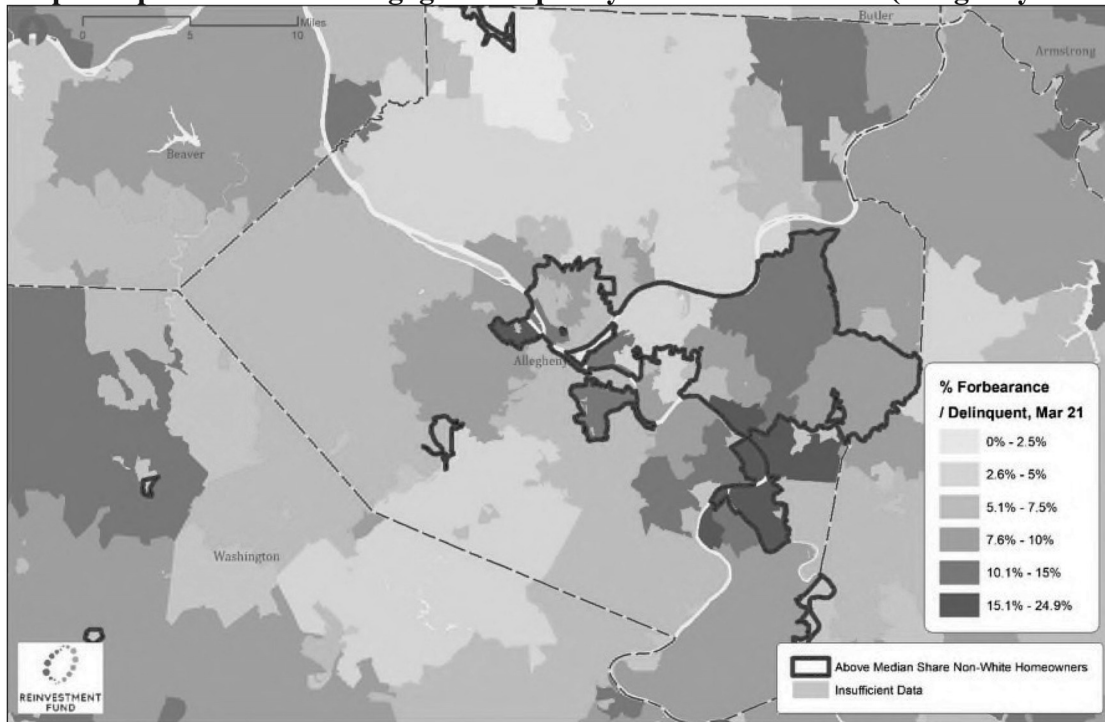 0 5 10 Miles
Butler
Armstrong
Beaver
Allegheny
Washington
% Forbearance
/ Delinquent, Mar 21
0% - 2.5%
2.6% - 5%
5.1% - 7.5%
7.6% - 10%
10.1% - 15%
15.1% - 24.9%
Above Median Share Non-White Homeowners
Insufficient Data
REINVESTMENT
FUND